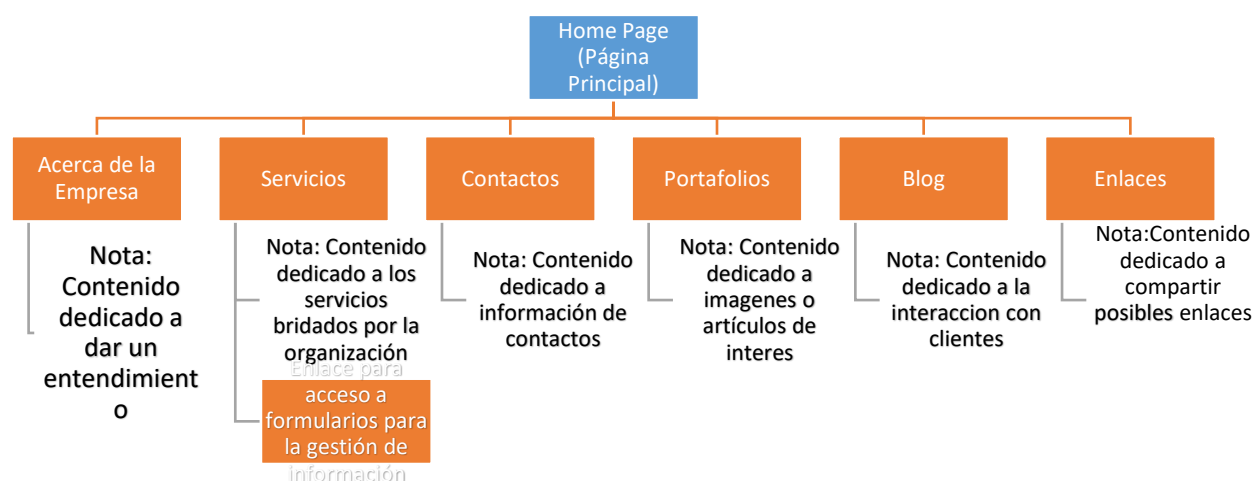 Home Page
(Página
Principal)
Acerca de la
Empresa
Servicios
Contactos
Portafolios
Blog
Enlaces
Nota:
Contenido
dedicado a
dar un
entendimient
o
Nota: Contenido
dedicado a los
servicios
bridados por la
organización
Enlace para
acceso a
formularios para
la gestión de
información
Nota: Contenido
dedicado a
información de
contactos
Nota: Contenido
dedicado a
imagenes o
artículos de
interes
Nota: Contenido
dedicado a la
interaccion con
clientes
Nota:Contenido
dedicado a
compartir
posibles enlaces